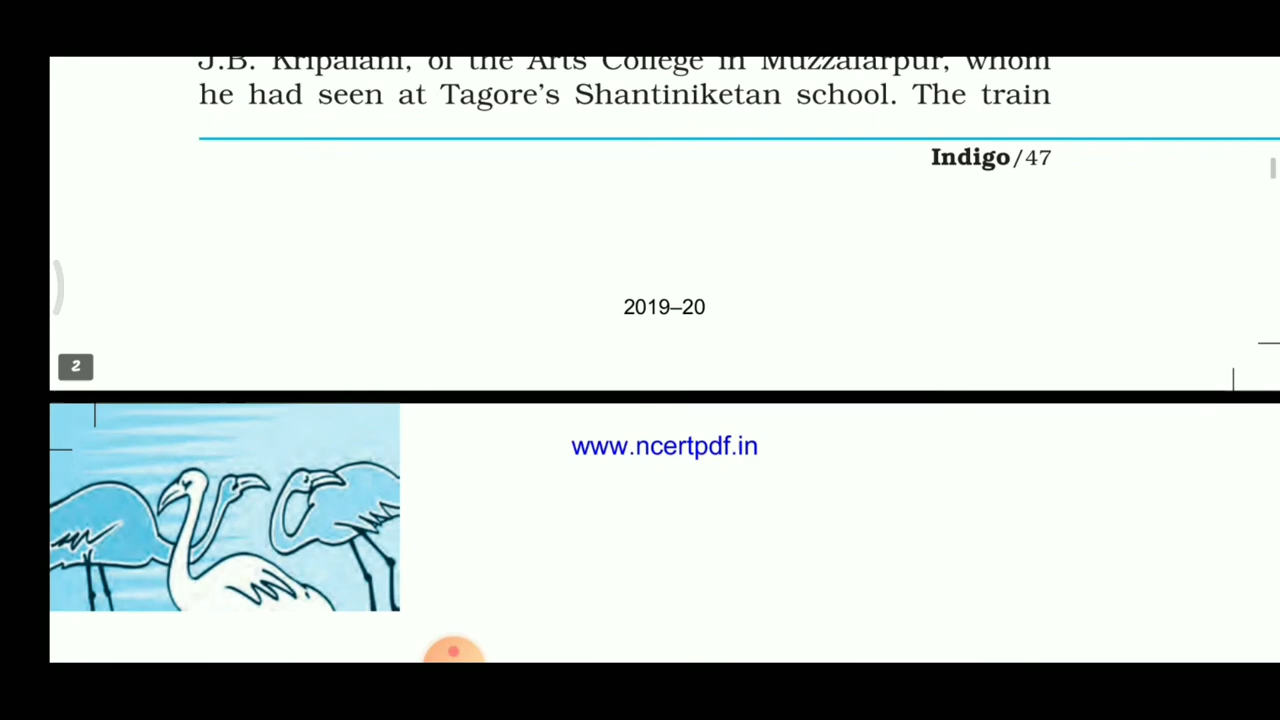 J.B. Kripalani, of the Arts College in Muzzafarpur, whom
he had seen at Tagore's Shantiniketan school. The train
Indigo/47
2019–20
2
www.ncertpdf.in